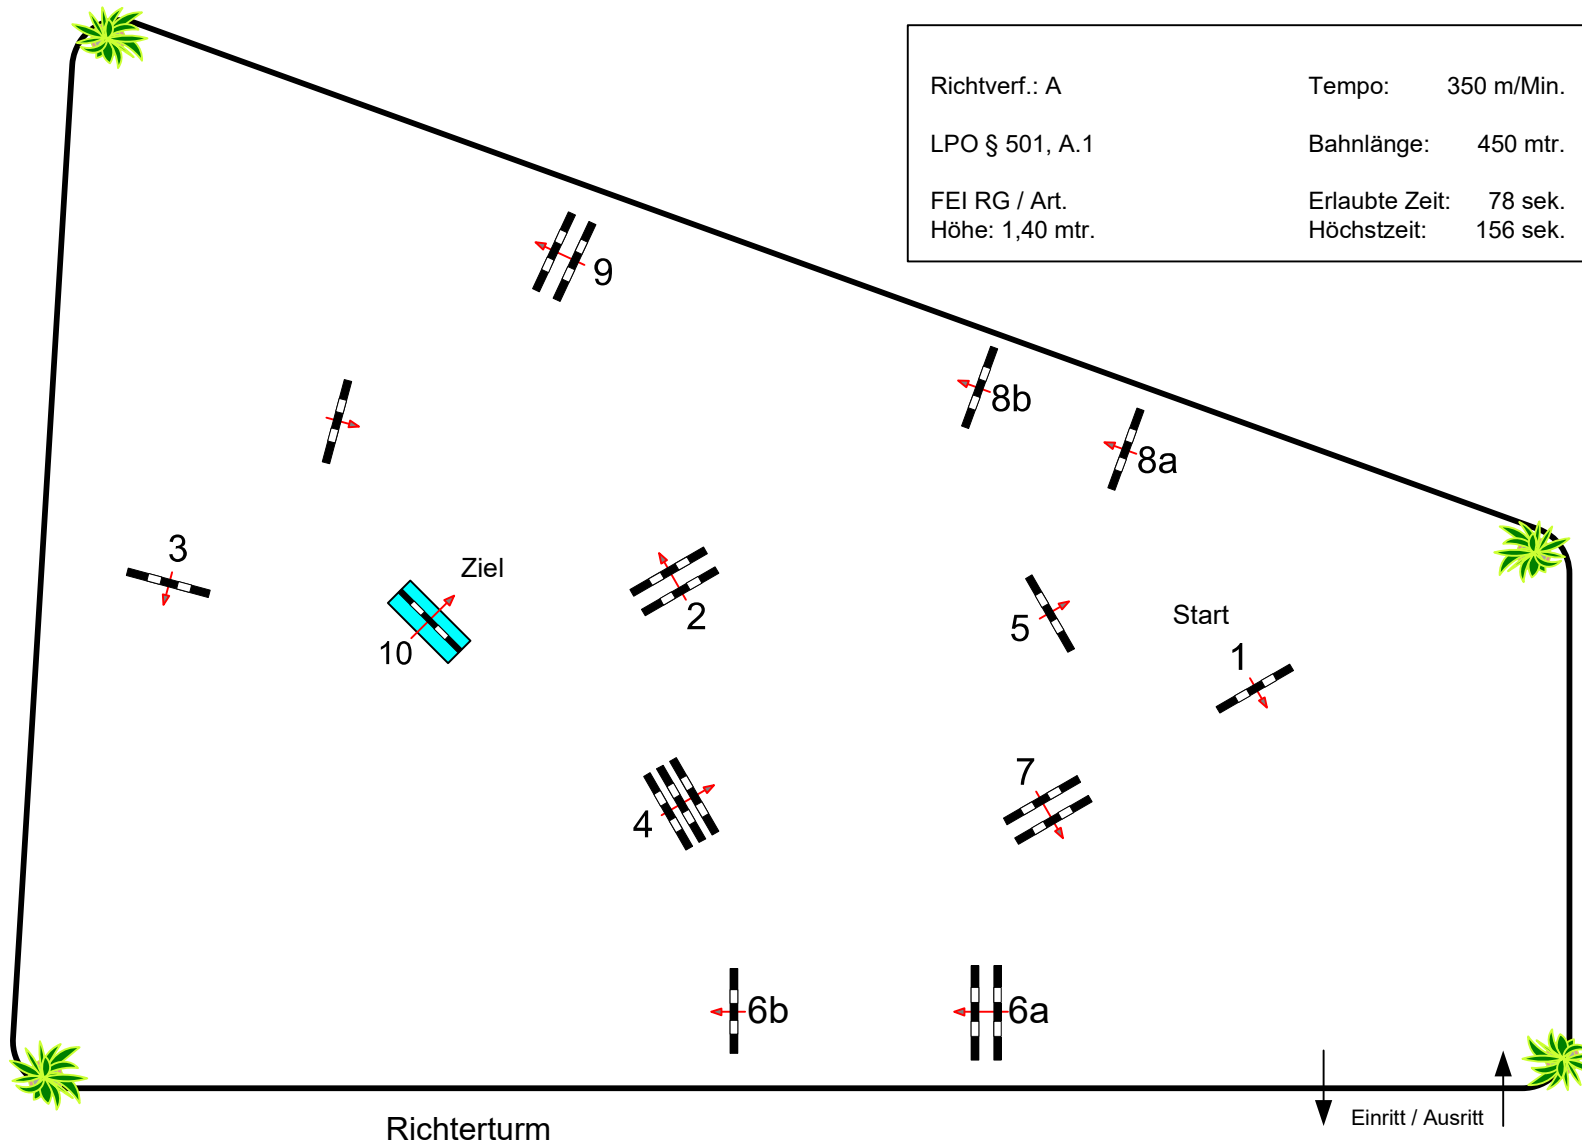 Richtverf.: A
Tempo: 350 m/Min.
LPO § 501, A.1
Bahnlänge: 450 mtr.
FEI RG / Art.
Erlaubte Zeit: 78 sek.
Höhe: 1,40 mtr.
Höchstzeit: 156 sek.
9
8b
8a
3
Ziel
2
10
5
Start
1
7
4
6b
6a
Einritt / Ausritt
Richterturm